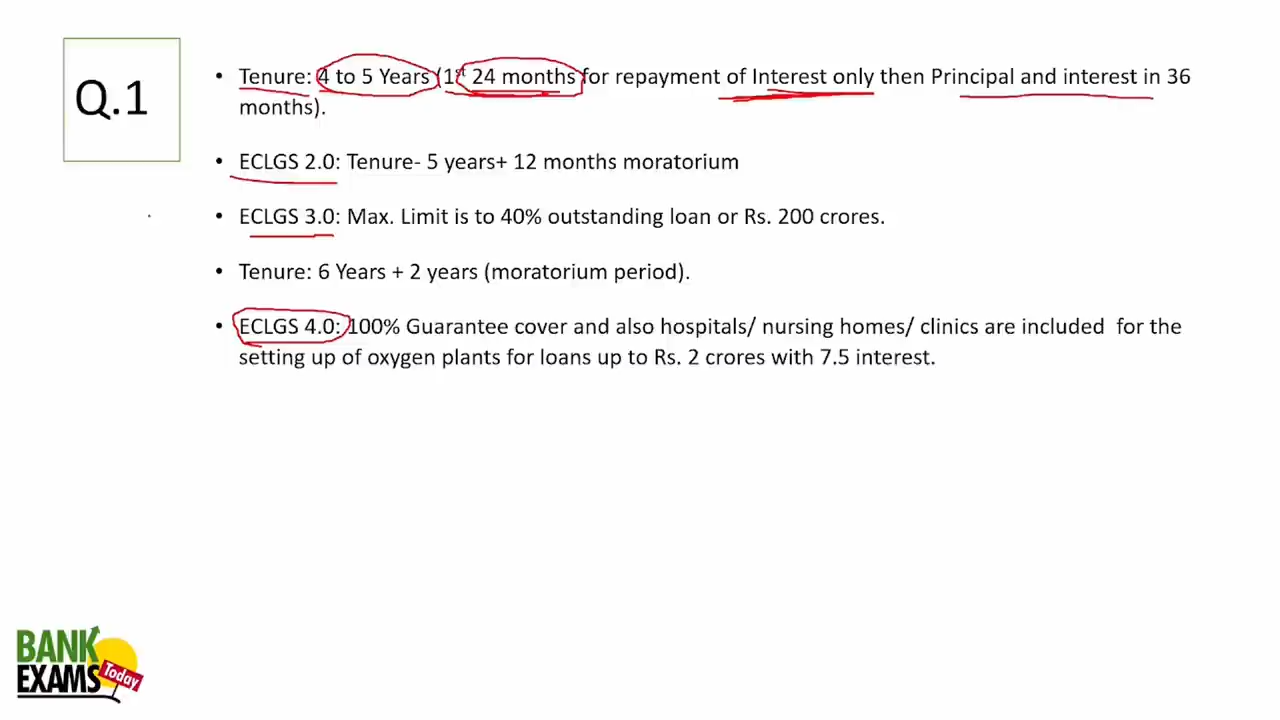 Q.1
• Tenure: 4 to 5 Years (1st 24 months for repayment of Interest only then Principal and interest in 36
months).
• ECLGS 2.0: Tenure- 5 years+ 12 months moratorium
• ECLGS 3.0: Max. Limit is to 40% outstanding loan or Rs. 200 crores.
• Tenure: 6 Years + 2 years (moratorium period).
• ECLGS 4.0: 100% Guarantee cover and also hospitals/ nursing homes/ clinics are included for the
setting up of oxygen plants for loans up to Rs. 2 crores with 7.5 interest.
BANK
EXAMS Today